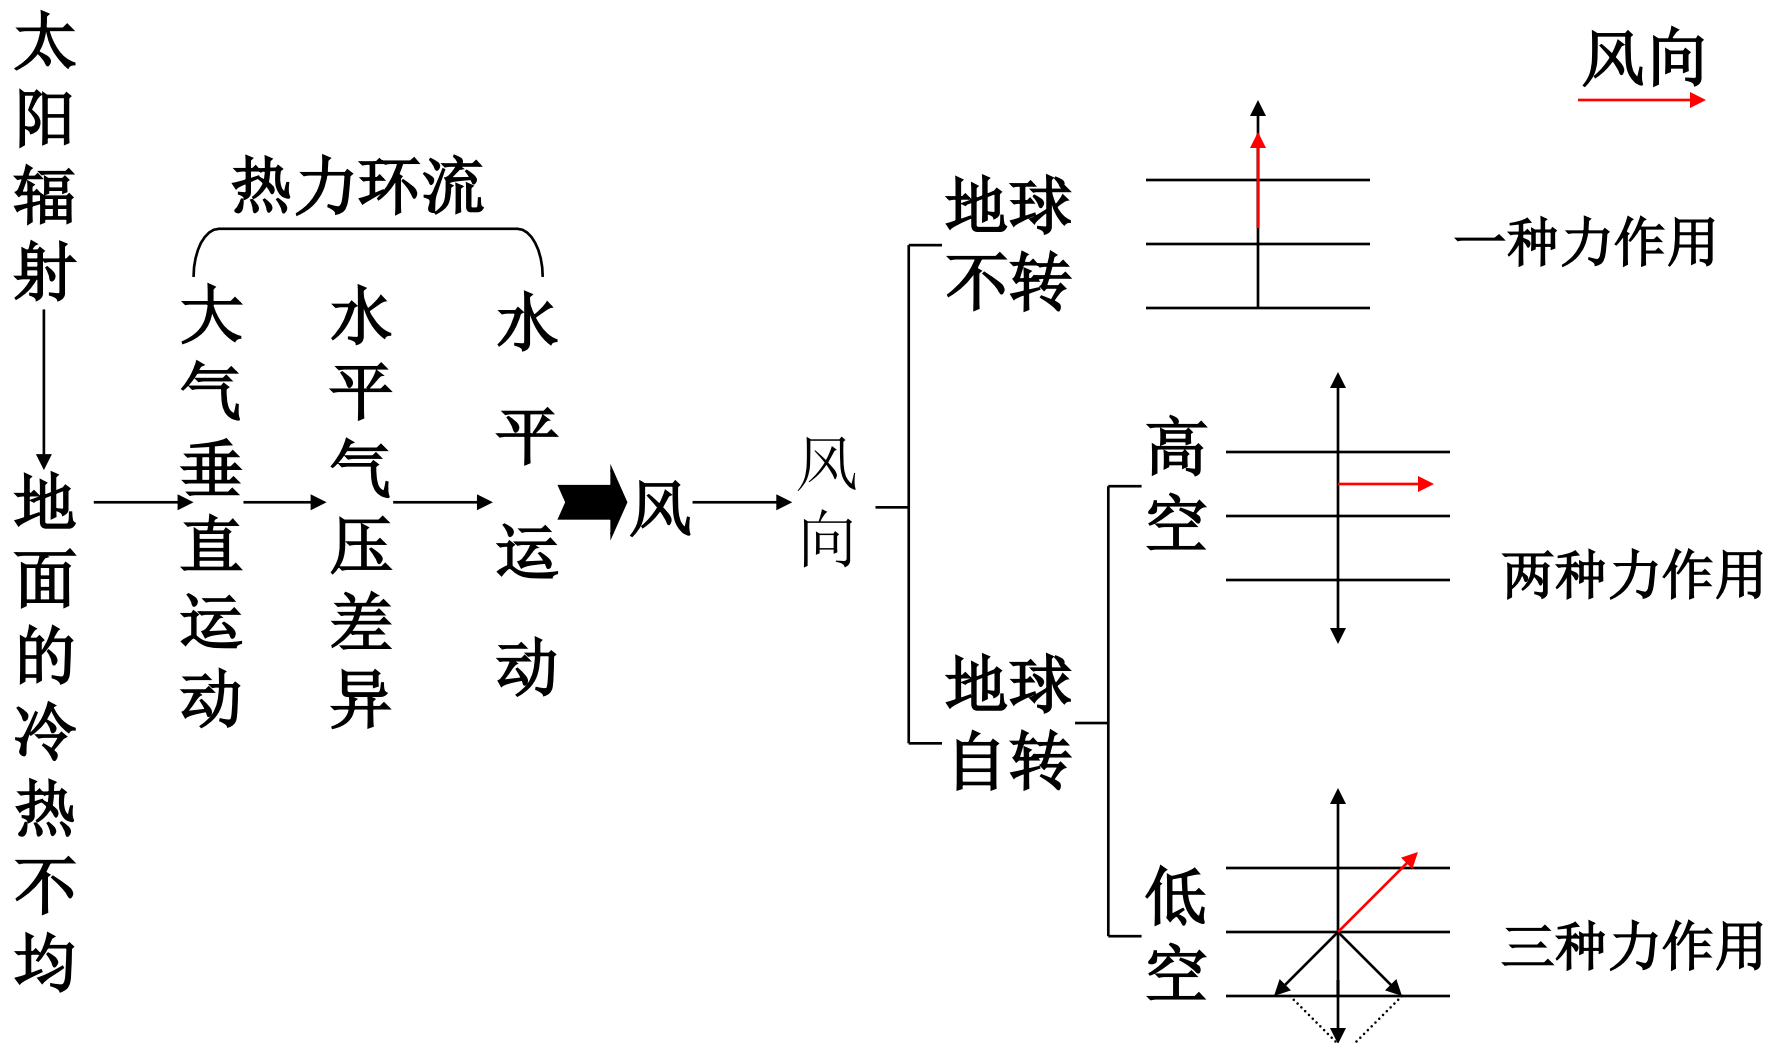 太阳辐射
地面的冷热不均
热力环流
大气垂直运动
水平气压差异
水平运动
风
风向
地球
不转
地球
自转
高空
低空
风向
一种力作用
两种力作用
三种力作用